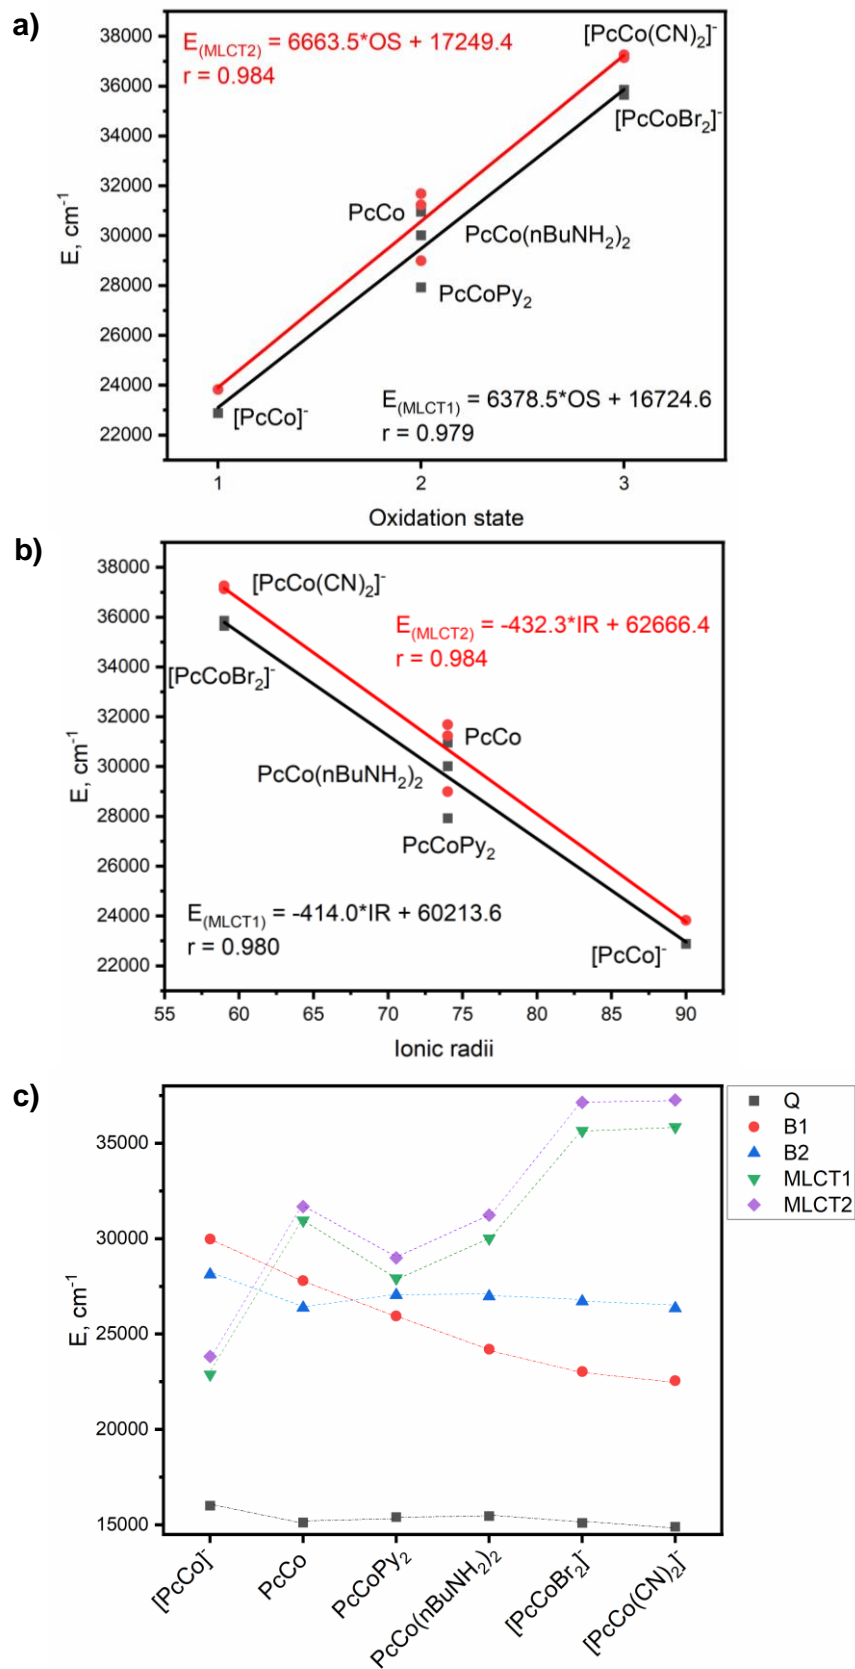 a)
38000
36000
34000
32000
30000
28000
26000
24000
22000
E, cm⁻¹
E(MLCT2) = 6663.5*OS + 17249.4
r = 0.984
[PcCo(CN)₂]⁻
[PcCoBr₂]⁻
PcCo
PcCo(nBuNH₂)₂
PcCoPy₂
E(MLCT1) = 6378.5*OS + 16724.6
r = 0.979
[PcCo]⁻
1 2 3
Oxidation state
b)
38000
36000
34000
32000
30000
28000
26000
24000
22000
E, cm⁻¹
[PcCo(CN)₂]⁻
E(MLCT2) = -432.3*IR + 62666.4
r = 0.984
[PcCoBr₂]⁻
PcCo
PcCo(nBuNH₂)₂
PcCoPy₂
E(MLCT1) = -414.0*IR + 60213.6
r = 0.980
[PcCo]⁻
55 60 65 70 75 80 85 90
Ionic radii
c)
35000
30000
25000
20000
15000
E, cm⁻¹
Q
B1
B2
MLCT1
MLCT2
[PcCo]⁻
PcCo
PcCoPy₂
PcCo(nBuNH₂)₂
[PcCoBr₂]⁻
[PcCo(CN)₂]⁻